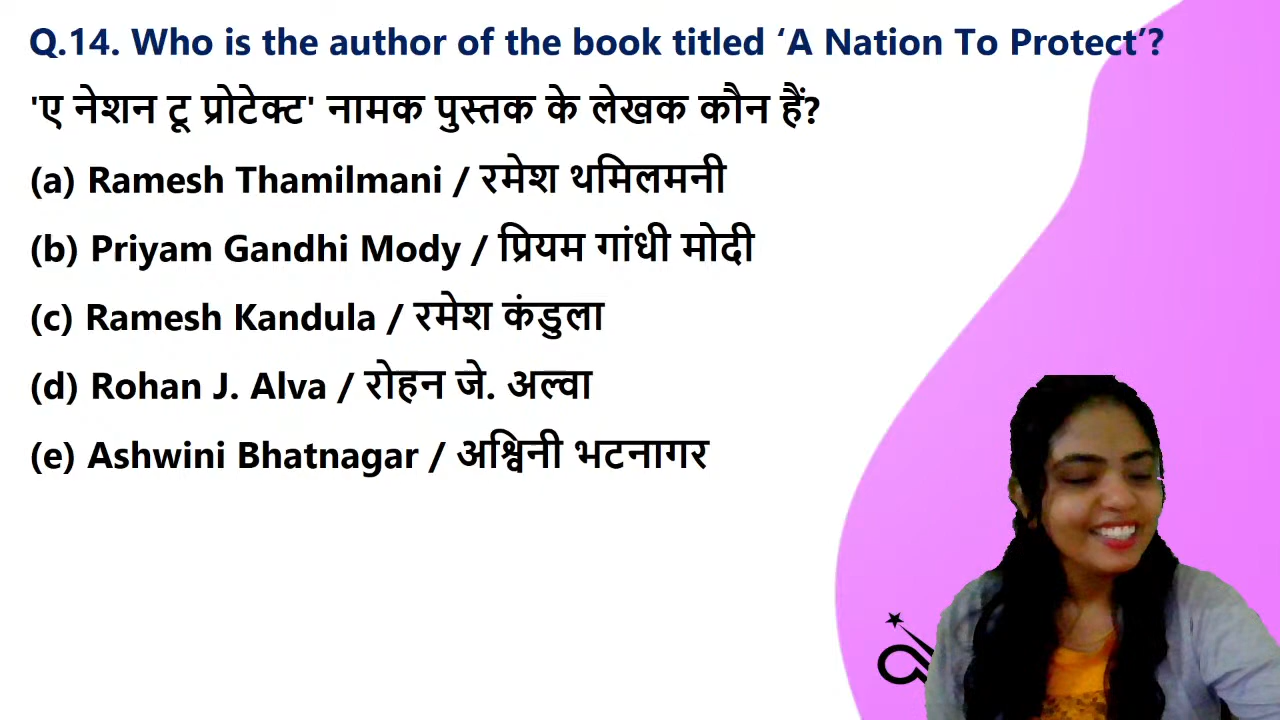 Q.14. Who is the author of the book titled ‘A Nation To Protect’?
'ए नेशन टू प्रोटेक्ट' नामक पुस्तक के लेखक कौन हैं?
(a) Ramesh Thamilmani / रमेश थमिलमनी
(b) Priyam Gandhi Mody / प्रियम गांधी मोदी
(c) Ramesh Kandula / रमेश कंडुला
(d) Rohan J. Alva / रोहन जे. अल्वा
(e) Ashwini Bhatnagar / अश्विनी भटनागर